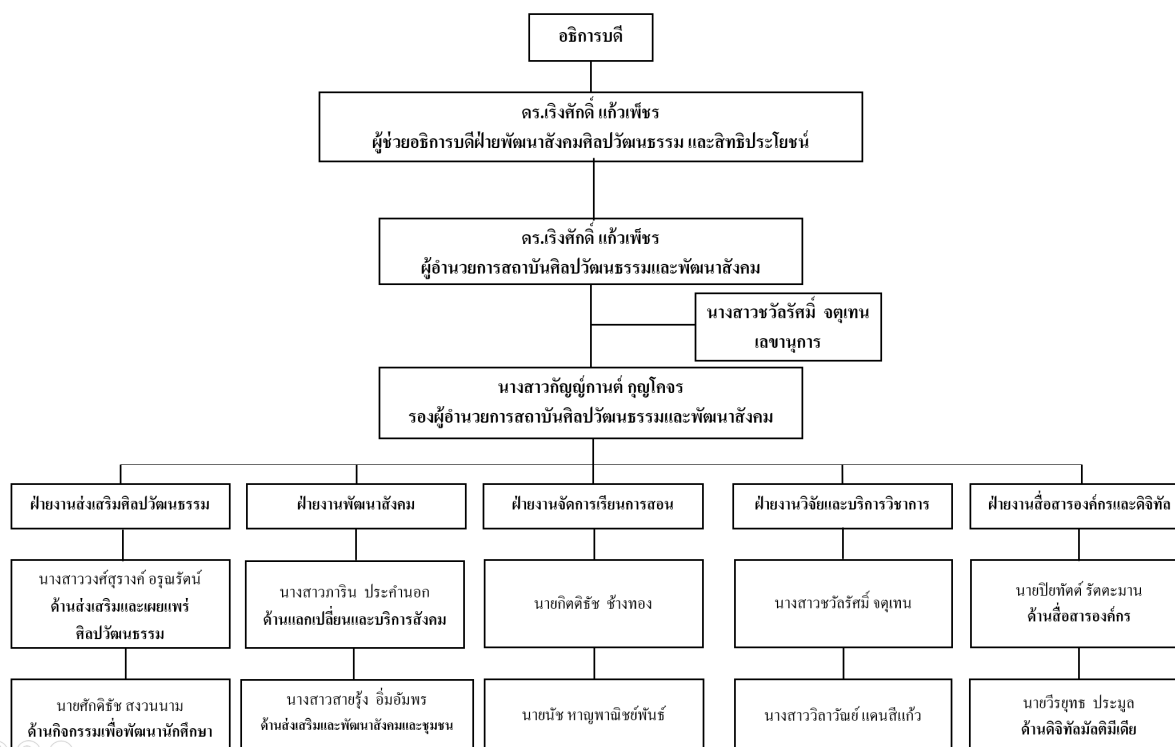 อธิการบดี
ดร.เริงศักดิ์ แก้วเพ็ชร
ผู้ช่วยอธิการบดีฝ่ายพัฒนาสังคมศิลปวัฒนธรรม และสิทธิประโยชน์
ดร.เริงศักดิ์ แก้วเพ็ชร
ผู้อำนวยการสถาบันศิลปวัฒนธรรมและพัฒนาสังคม
นางสาวชวัลรัศมิ์ จตุเทน
เลขานุการ
นางสาวกัญญ์กานต์ กุญโคจร
รองผู้อำนวยการสถาบันศิลปวัฒนธรรมและพัฒนาสังคม
ฝ่ายงานส่งเสริมศิลปวัฒนธรรม
นางสาววงศ์สุรางค์ อรุณรัตน์
ด้านส่งเสริมและเผยแพร่
ศิลปวัฒนธรรม
นายศักดิธัช สงวนนาม
ด้านกิจกรรมเพื่อพัฒนานักศึกษา
ฝ่ายงานพัฒนาสังคม
นางสาวภาริน ประคำนอก
ด้านแลกเปลี่ยนและบริการสังคม
นางสาวสายรุ้ง อิ่มอัมพร
ด้านส่งเสริมและพัฒนาสังคมและชุมชน
ฝ่ายงานจัดการเรียนการสอน
นายกิตติธัช ช้างทอง
นายนัช หาญพาณิชย์พันธ์
ฝ่ายงานวิจัยและบริการวิชาการ
นางสาวชวัลรัศมิ์ จตุเทน
นางสาววิลาวัณย์ แดนสีแก้ว
ฝ่ายงานสื่อสารองค์กรและดิจิทัล
นายปิยทัตต์ รัตตะมาน
ด้านสื่อสารองค์กร
นายวีรยุทธ ประมูล
ด้านดิจิทัลมัลติมีเดีย